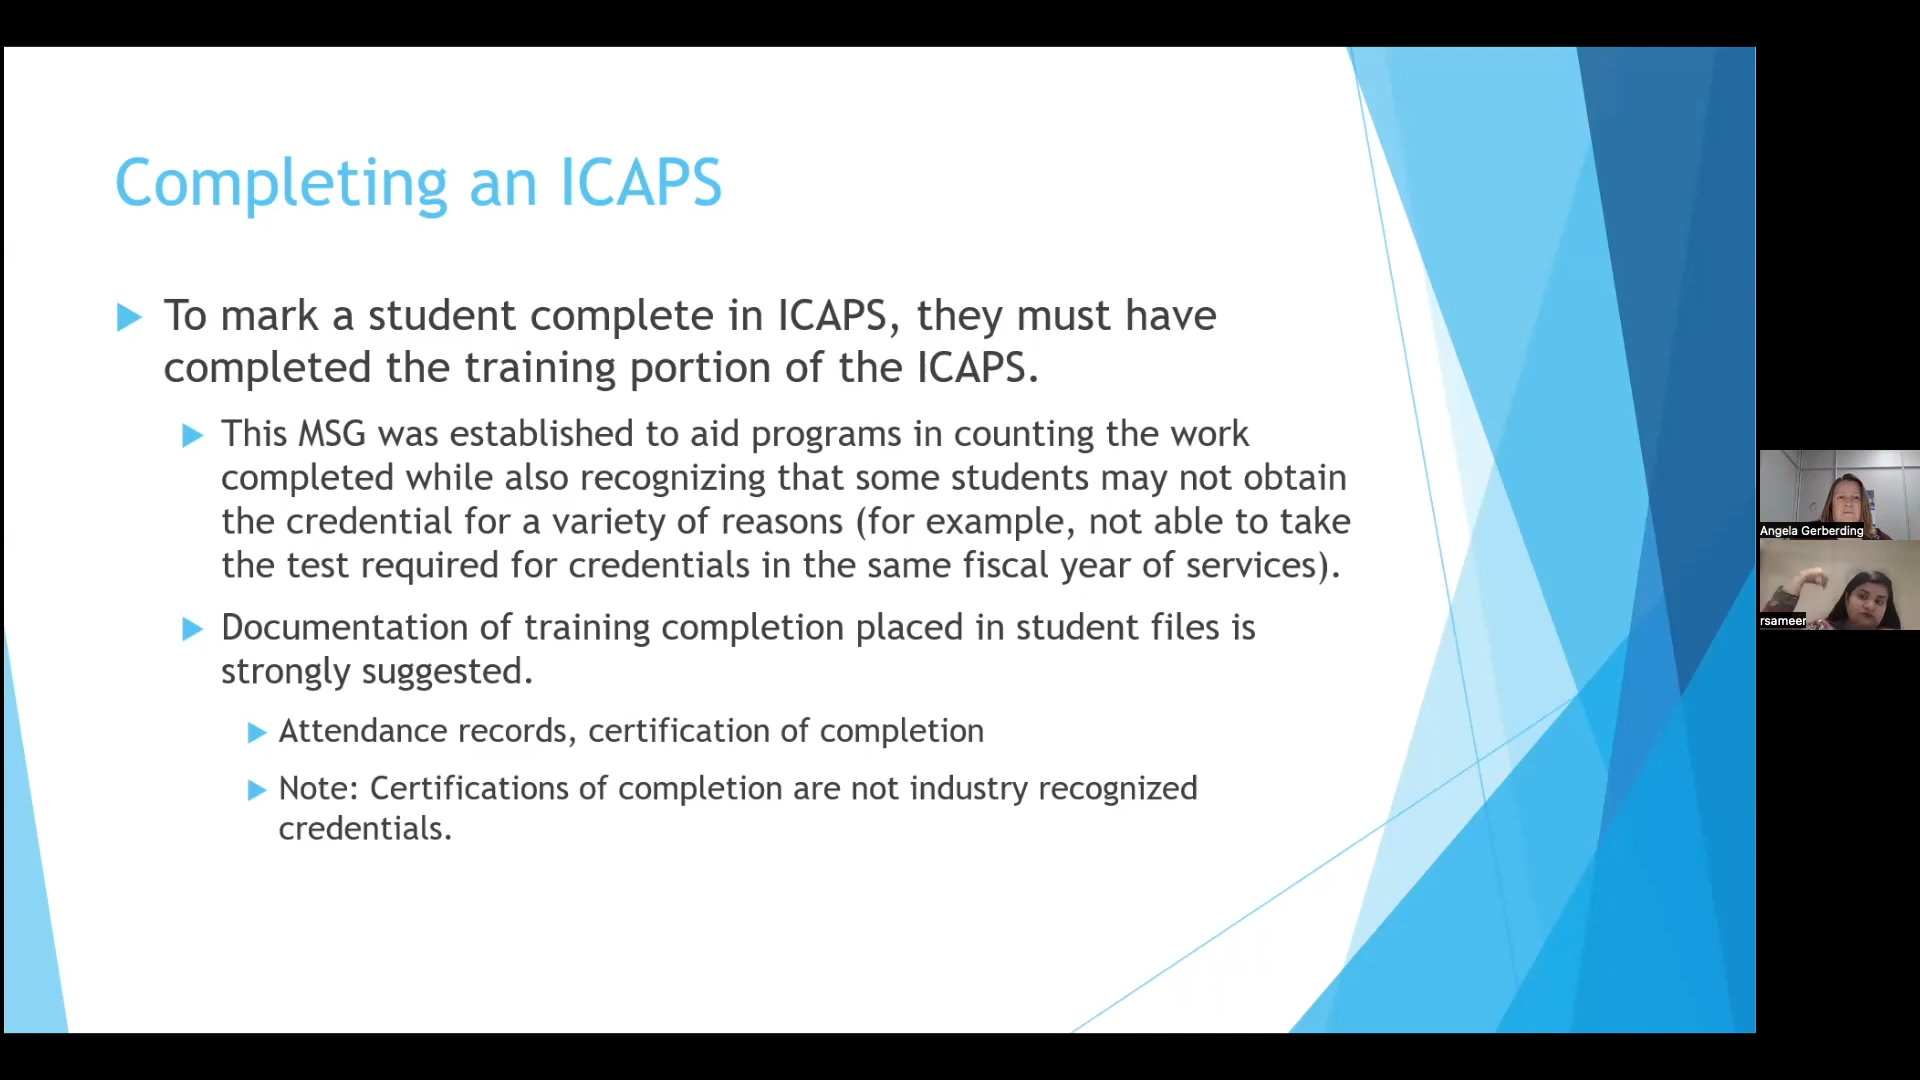 Completing an ICAPS
To mark a student complete in ICAPS, they must have
completed the training portion of the ICAPS.
This MSG was established to aid programs in counting the work
completed while also recognizing that some students may not obtain
the credential for a variety of reasons (for example, not able to take
the test required for credentials in the same fiscal year of services).
Documentation of training completion placed in student files is
strongly suggested.
Attendance records, certification of completion
Note: Certifications of completion are not industry recognized
credentials.
Angela Gerberding
rsameer